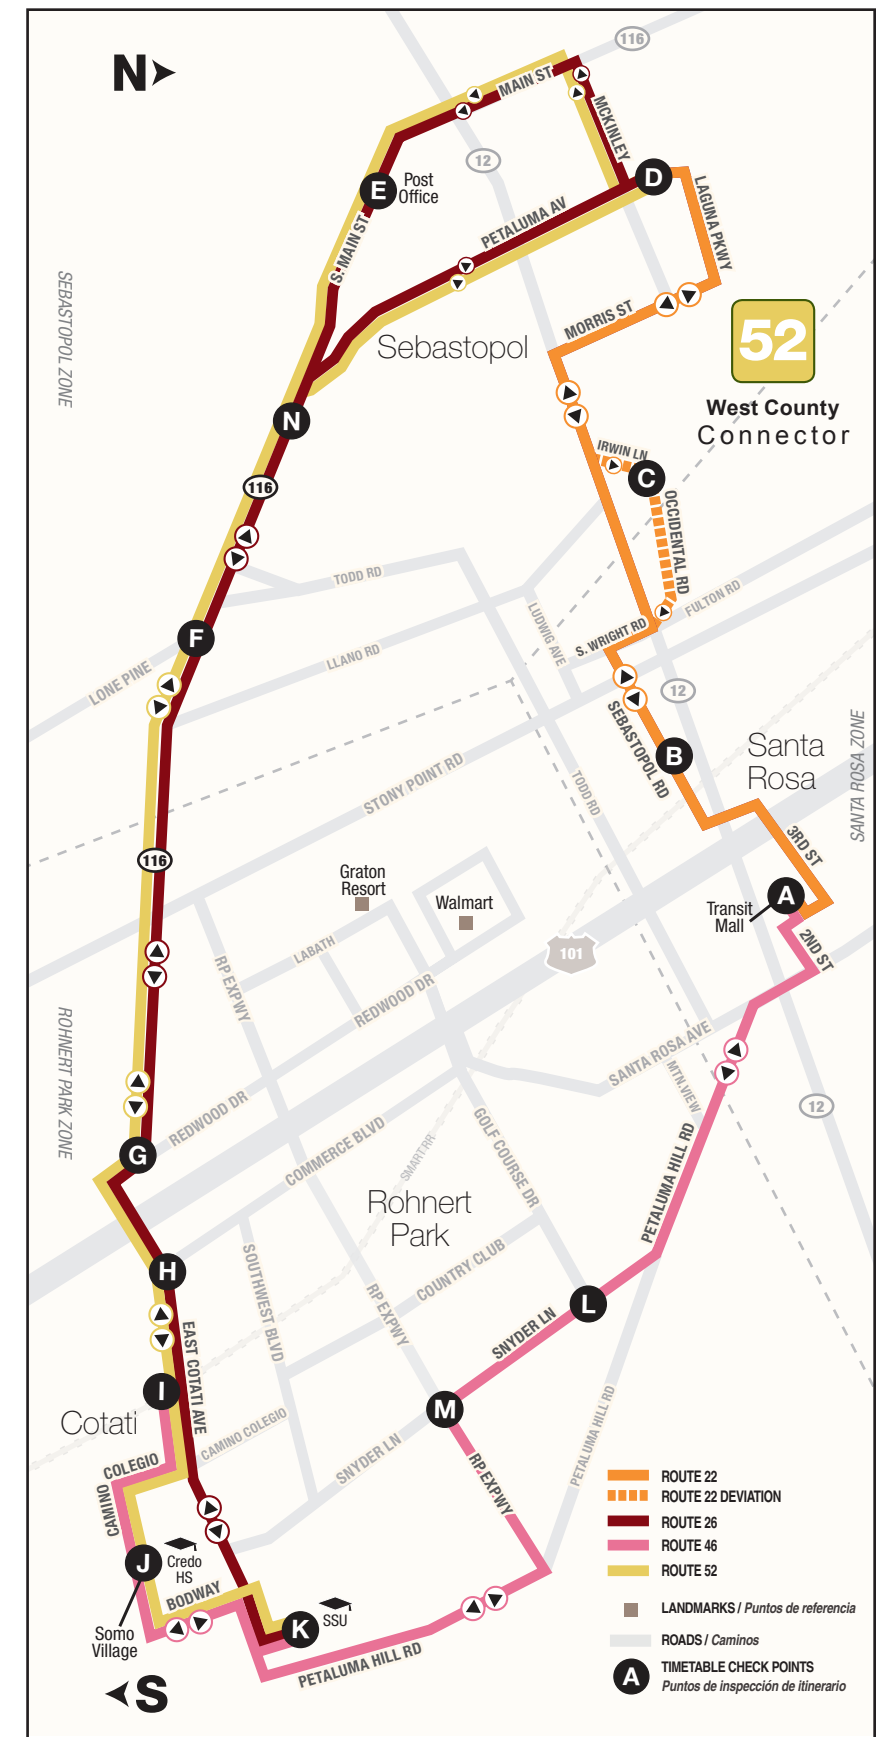 N
116
MAIN ST
MCKINLEY
12
D
E
Post
Office
LAGUNA PKWY
PETALUMA AV
S. MAIN ST
SEBASTOPOL ZONE
MORRIS ST
52
West County
Connector
Sebastopol
N
IRWIN LN
C
116
OCCIDENTAL RD
TODD RD
FULTON RD
LUDWIG AVE
F
S. WRIGHT RD
LLANO RD
LONE PINE
12
SEBASTOPOL RD
B
Santa
Rosa
SANTA ROSA ZONE
STONY POINT RD
TODD RD
3RD ST
116
Graton
Resort
Walmart
A
Transit
Mall
2ND ST
LABATH
101
RP EXPWY
REDWOOD DR
ROHNERT PARK ZONE
SANTA ROSA AVE
MTN.VIEW
REDWOOD DR
12
COMMERCE BLVD
GOLF COURSE DR
SMART RR
G
PETALUMA HILL RD
Rohnert
Park
H
SOUTHWEST BLVD
COUNTRY CLUB
RP EXPWY
L
SNYDER LN
EAST COTATI AVE
I
M
Cotati
CAMINO COLEGIO
SNYDER LN
PETALUMA HILL RD
COLEGIO
CAMINO
RP EXPWY
J
Credo
HS
BODWAY
SSU
K
Somo
Village
PETALUMA HILL RD
S
ROUTE 22
ROUTE 22 DEVIATION
ROUTE 26
ROUTE 46
ROUTE 52
LANDMARKS / Puntos de referencia
ROADS / Caminos
A
TIMETABLE CHECK POINTS
Puntos de inspección de itinerario